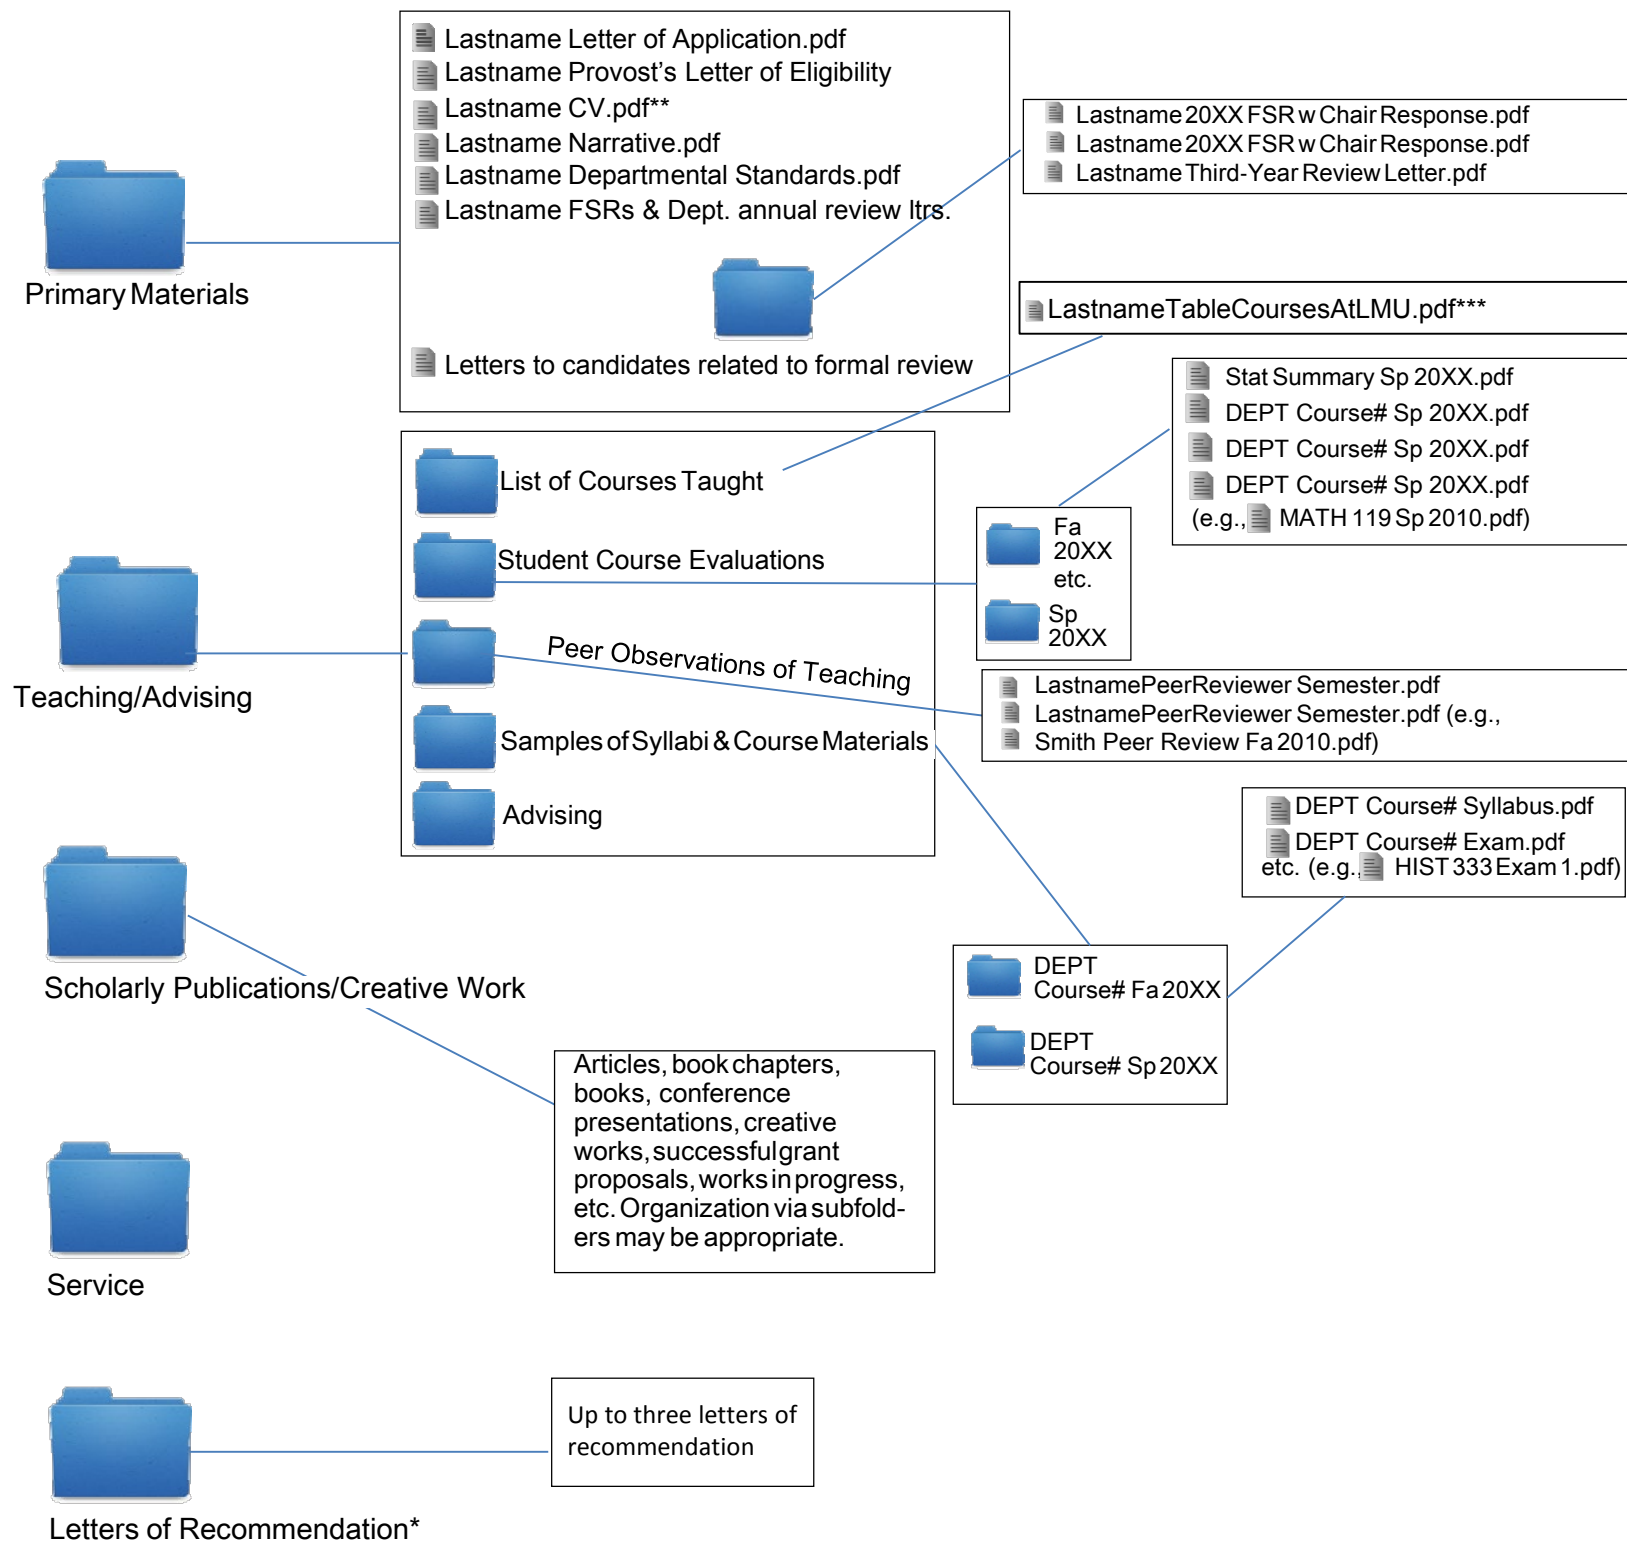 Lastname Letter of Application.pdf
Lastname Provost’s Letter of Eligibility
Lastname CV.pdf**
Lastname Narrative.pdf
Lastname Departmental Standards.pdf
Lastname FSRs & Dept. annual review ltrs.
Letters to candidates related to formal review
Primary Materials
Lastname 20XX FSR w Chair Response.pdf
Lastname 20XX FSR w Chair Response.pdf
Lastname Third-Year Review Letter.pdf
LastnameTableCoursesAtLMU.pdf***
Stat Summary Sp 20XX.pdf
DEPT Course# Sp 20XX.pdf
DEPT Course# Sp 20XX.pdf
DEPT Course# Sp 20XX.pdf
(e.g., MATH 119 Sp 2010.pdf)
List of Courses Taught
Student Course Evaluations
Peer Observations of Teaching
Samples of Syllabi & Course Materials
Advising
Teaching/Advising
Fa
20XX
etc.
Sp
20XX
LastnamePeerReviewer Semester.pdf
LastnamePeerReviewer Semester.pdf (e.g.,
Smith Peer Review Fa 2010.pdf)
DEPT Course# Syllabus.pdf
DEPT Course# Exam.pdf
etc. (e.g., HIST 333 Exam 1.pdf)
DEPT
Course# Fa 20XX
DEPT
Course# Sp 20XX
Scholarly Publications/Creative Work
Articles, book chapters,
books, conference
presentations, creative
works, successful grant
proposals, works in progress,
etc. Organization via subfold-
ers may be appropriate.
Service
Up to three letters of
recommendation
Letters of Recommendation*